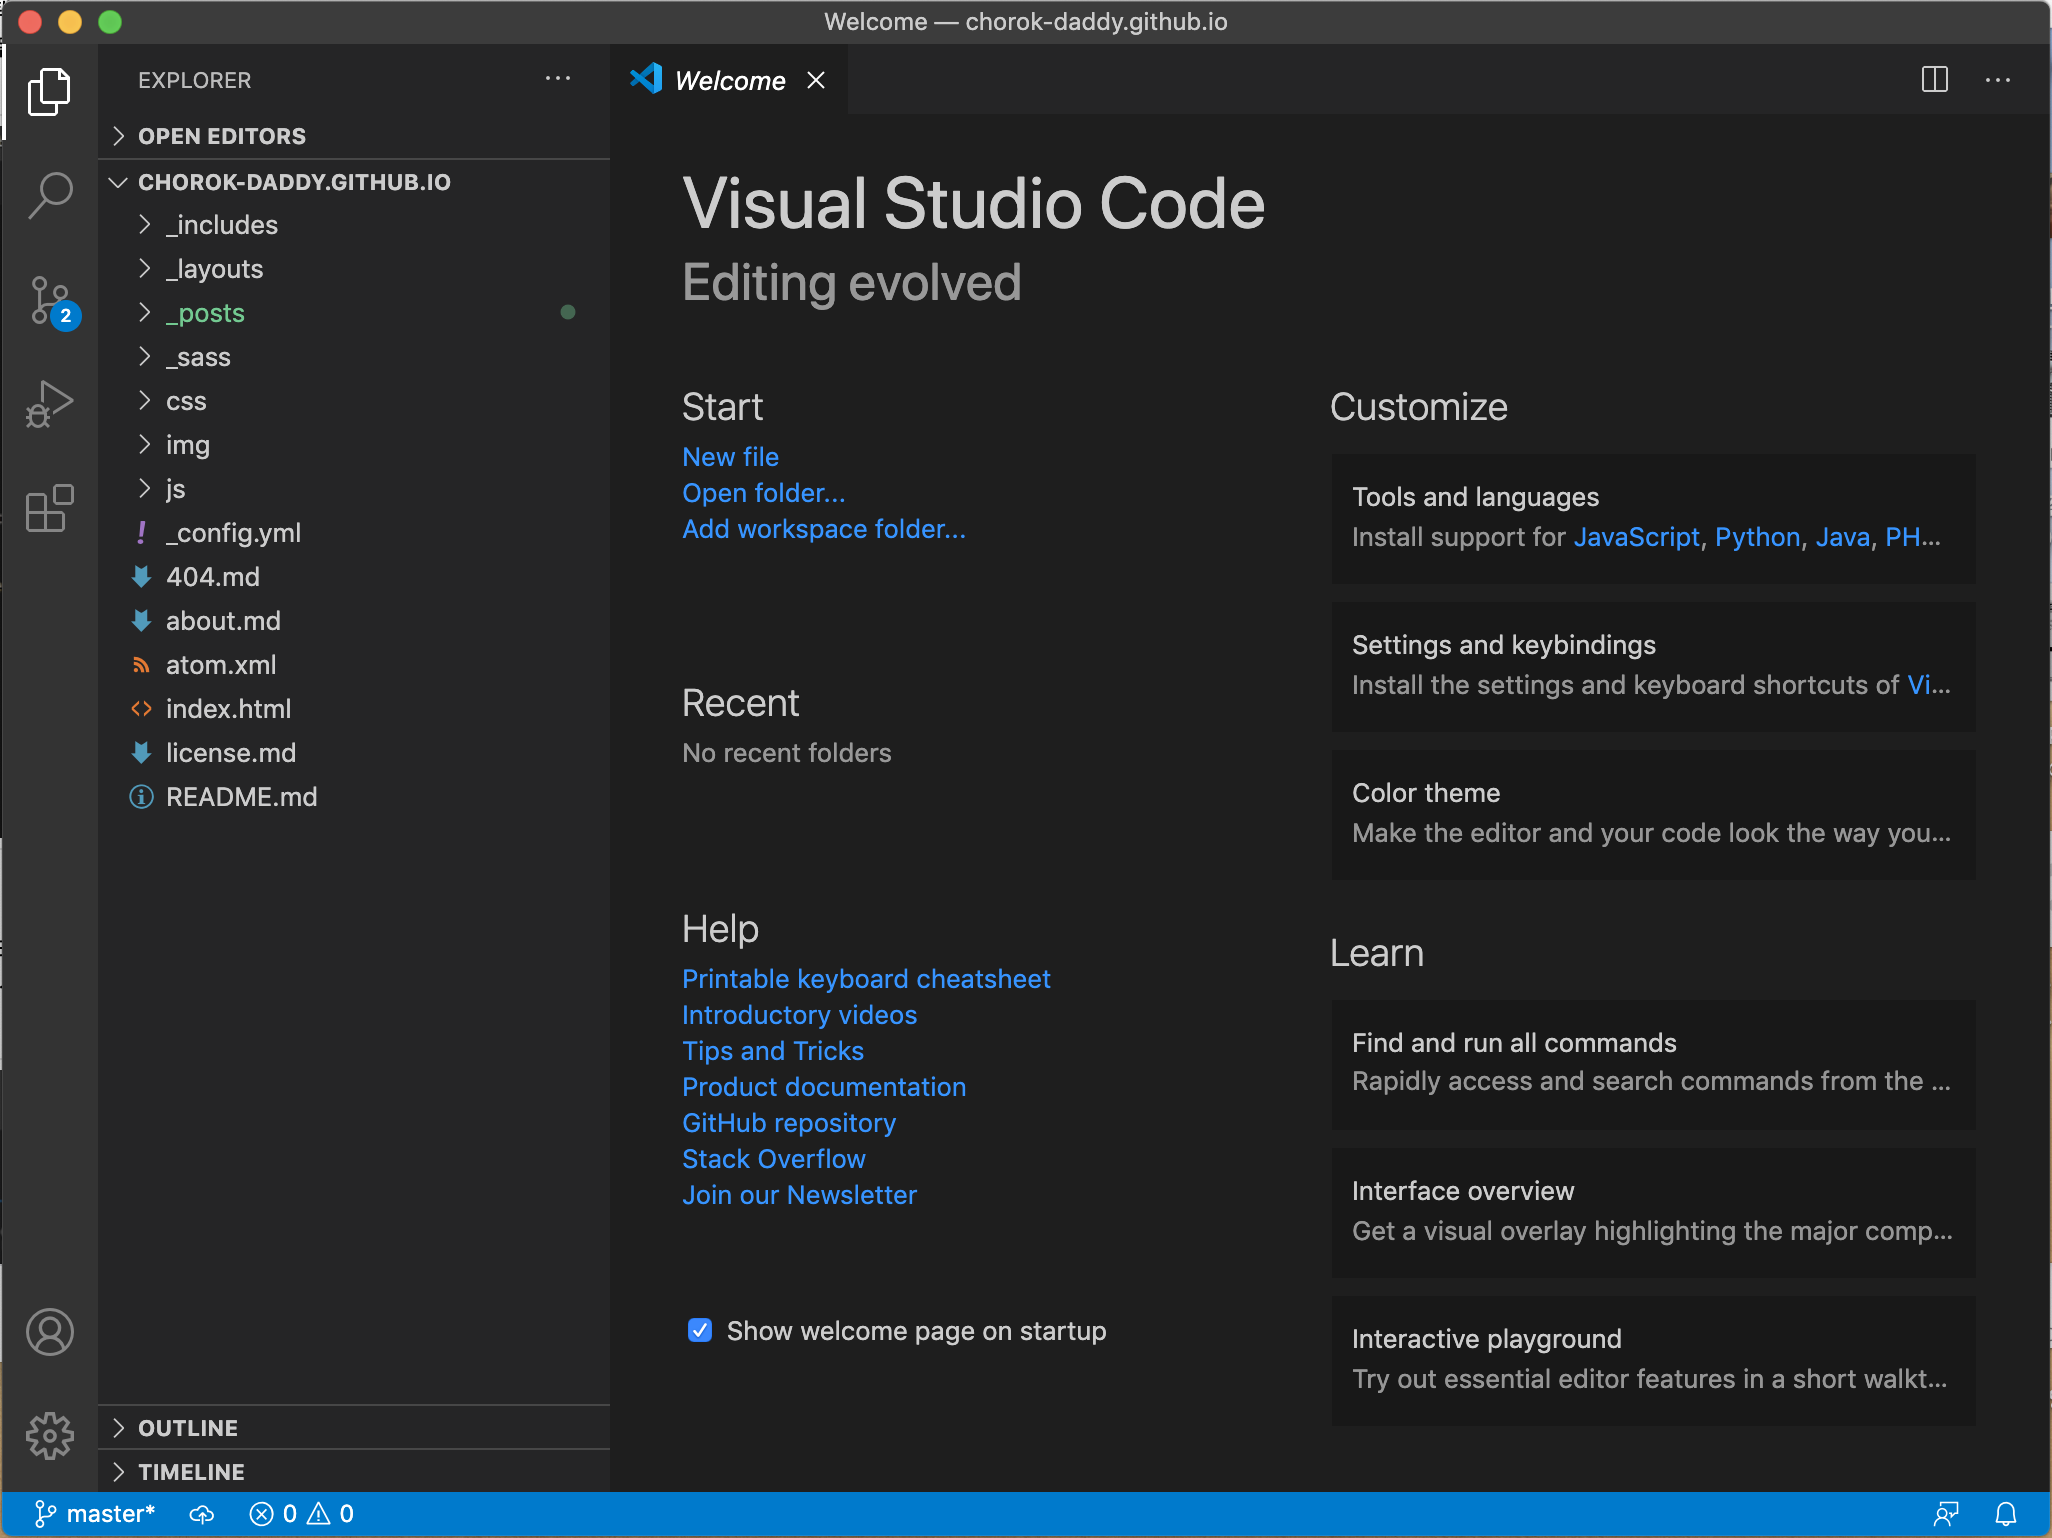 Welcome — chorok-daddy.github.io
EXPLORER
OPEN EDITORS
CHOROK-DADDY.GITHUB.IO
_includes
_layouts
_posts
_sass
css
img
js
_config.yml
404.md
about.md
atom.xml
index.html
license.md
README.md
OUTLINE
TIMELINE
2
Welcome
Visual Studio Code
Editing evolved
Start
New file
Open folder...
Add workspace folder...
Recent
No recent folders
Help
Printable keyboard cheatsheet
Introductory videos
Tips and Tricks
Product documentation
GitHub repository
Stack Overflow
Join our Newsletter
Show welcome page on startup
Customize
Tools and languages
Install support for JavaScript, Python, Java, PH...
Settings and keybindings
Install the settings and keyboard shortcuts of Vi...
Color theme
Make the editor and your code look the way you...
Learn
Find and run all commands
Rapidly access and search commands from the ...
Interface overview
Get a visual overlay highlighting the major comp...
Interactive playground
Try out essential editor features in a short walkt...
master* 0 0